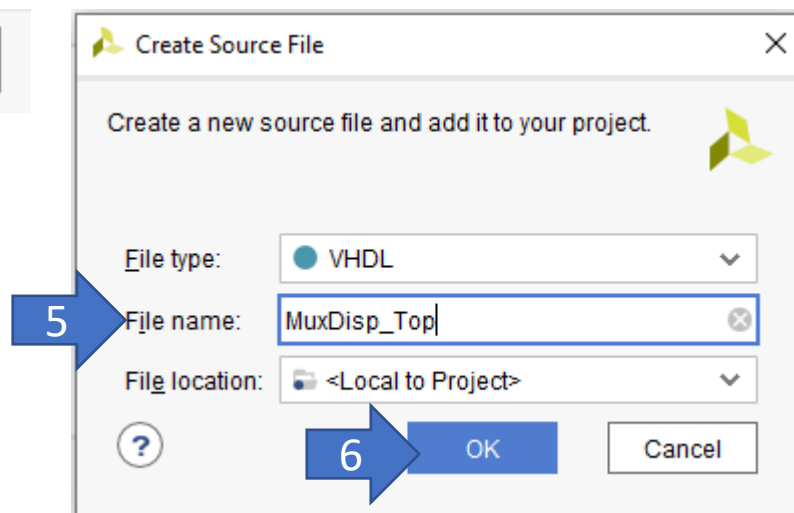 Create Source File
Create a new source file and add it to your project.
File type: VHDL
5 File name: MuxDisp_Top
File location: <Local to Project>
? 6 OK Cancel